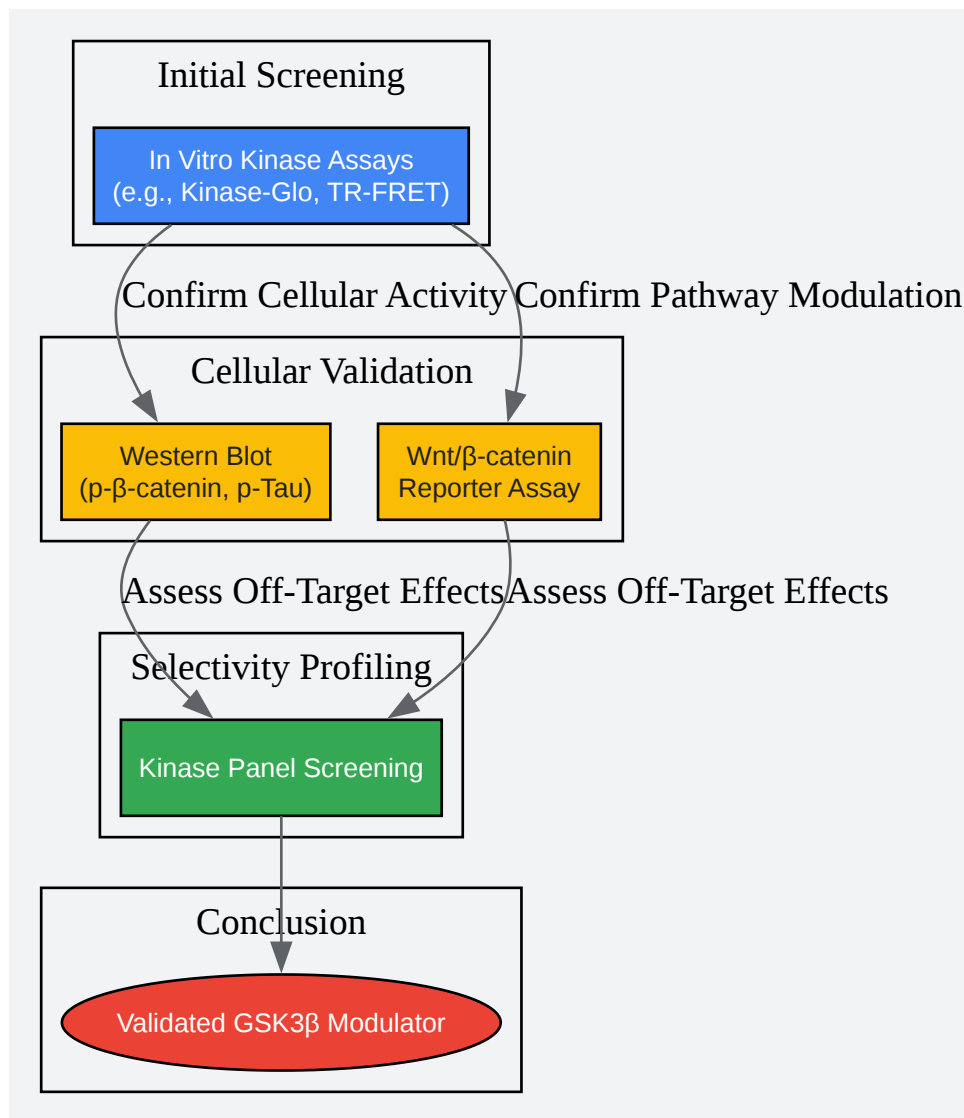 Initial Screening
In Vitro Kinase Assays
(e.g., Kinase-Glo, TR-FRET)
Confirm Cellular Activity
Confirm Pathway Modulation
Cellular Validation
Western Blot
(p-β-catenin, p-Tau)
Wnt/β-catenin
Reporter Assay
Assess Off-Target Effects
Assess Off-Target Effects
Selectivity Profiling
Kinase Panel Screening
Conclusion
Validated GSK3β Modulator